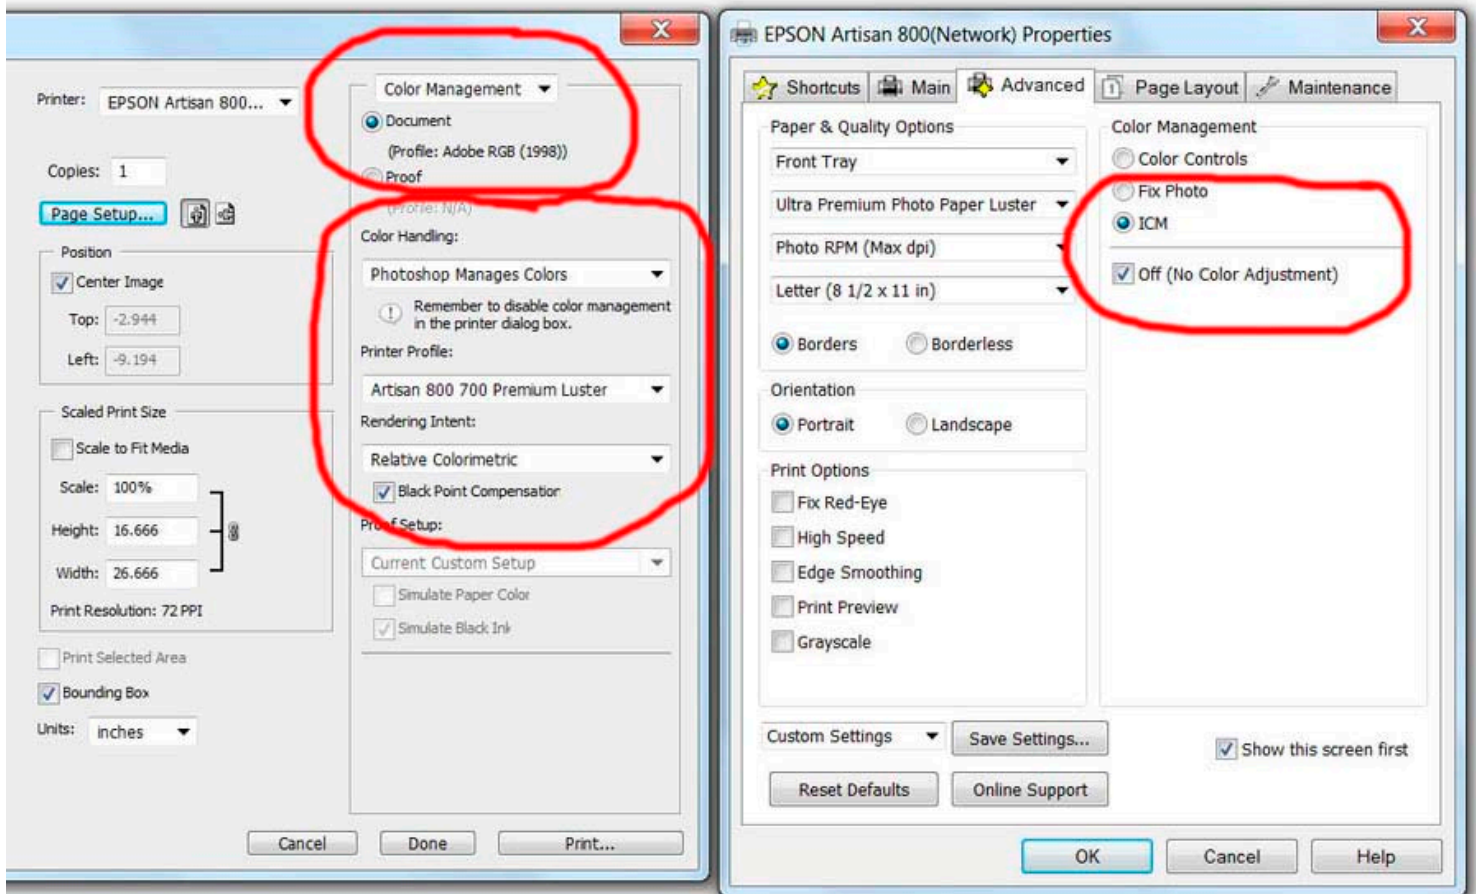 Printer: EPSON Artisan 800...
Copies: 1
Page Setup...
Position
Center Image
Top: -2.944
Left: -9.194
Scaled Print Size
Scale to Fit Media
Scale: 100%
Height: 16.666
Width: 26.666
Print Resolution: 72 PPI
Print Selected Area
Bounding Box
Units: inches
Color Management
Document
(Profile: Adobe RGB (1998))
Proof
(Profile: N/A)
Color Handling:
Photoshop Manages Colors
Remember to disable color management
in the printer dialog box.
Printer Profile:
Artisan 800 700 Premium Luster
Rendering Intent:
Relative Colorimetric
Black Point Compensation
Proof Setup:
Current Custom Setup
Simulate Paper Color
Simulate Black Ink
Cancel Done Print...
EPSON Artisan 800(Network) Properties
Shortcuts Main Advanced Page Layout Maintenance
Paper & Quality Options
Front Tray
Ultra Premium Photo Paper Luster
Photo RPM (Max dpi)
Letter (8 1/2 x 11 in)
Borders Borderless
Orientation
Portrait Landscape
Print Options
Fix Red-Eye
High Speed
Edge Smoothing
Print Preview
Grayscale
Color Management
Color Controls
Fix Photo
ICM
Off (No Color Adjustment)
Custom Settings Save Settings...
Show this screen first
Reset Defaults Online Support
OK Cancel Help